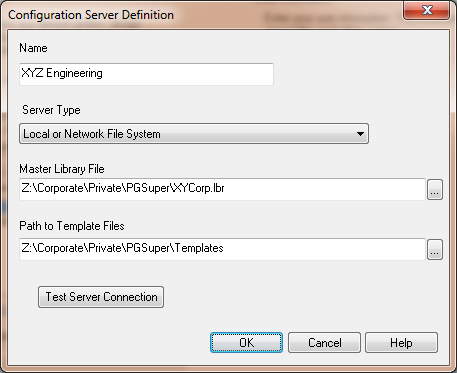 Configuration Server Definition
Name
XYZ Engineering
Server Type
Local or Network File System
Master Library File
Z:\Corporate\Private\PGSuper\XYCorp.lbr
...
Path to Template Files
Z:\Corporate\Private\PGSuper\Templates
...
Test Server Connection
OK Cancel Help